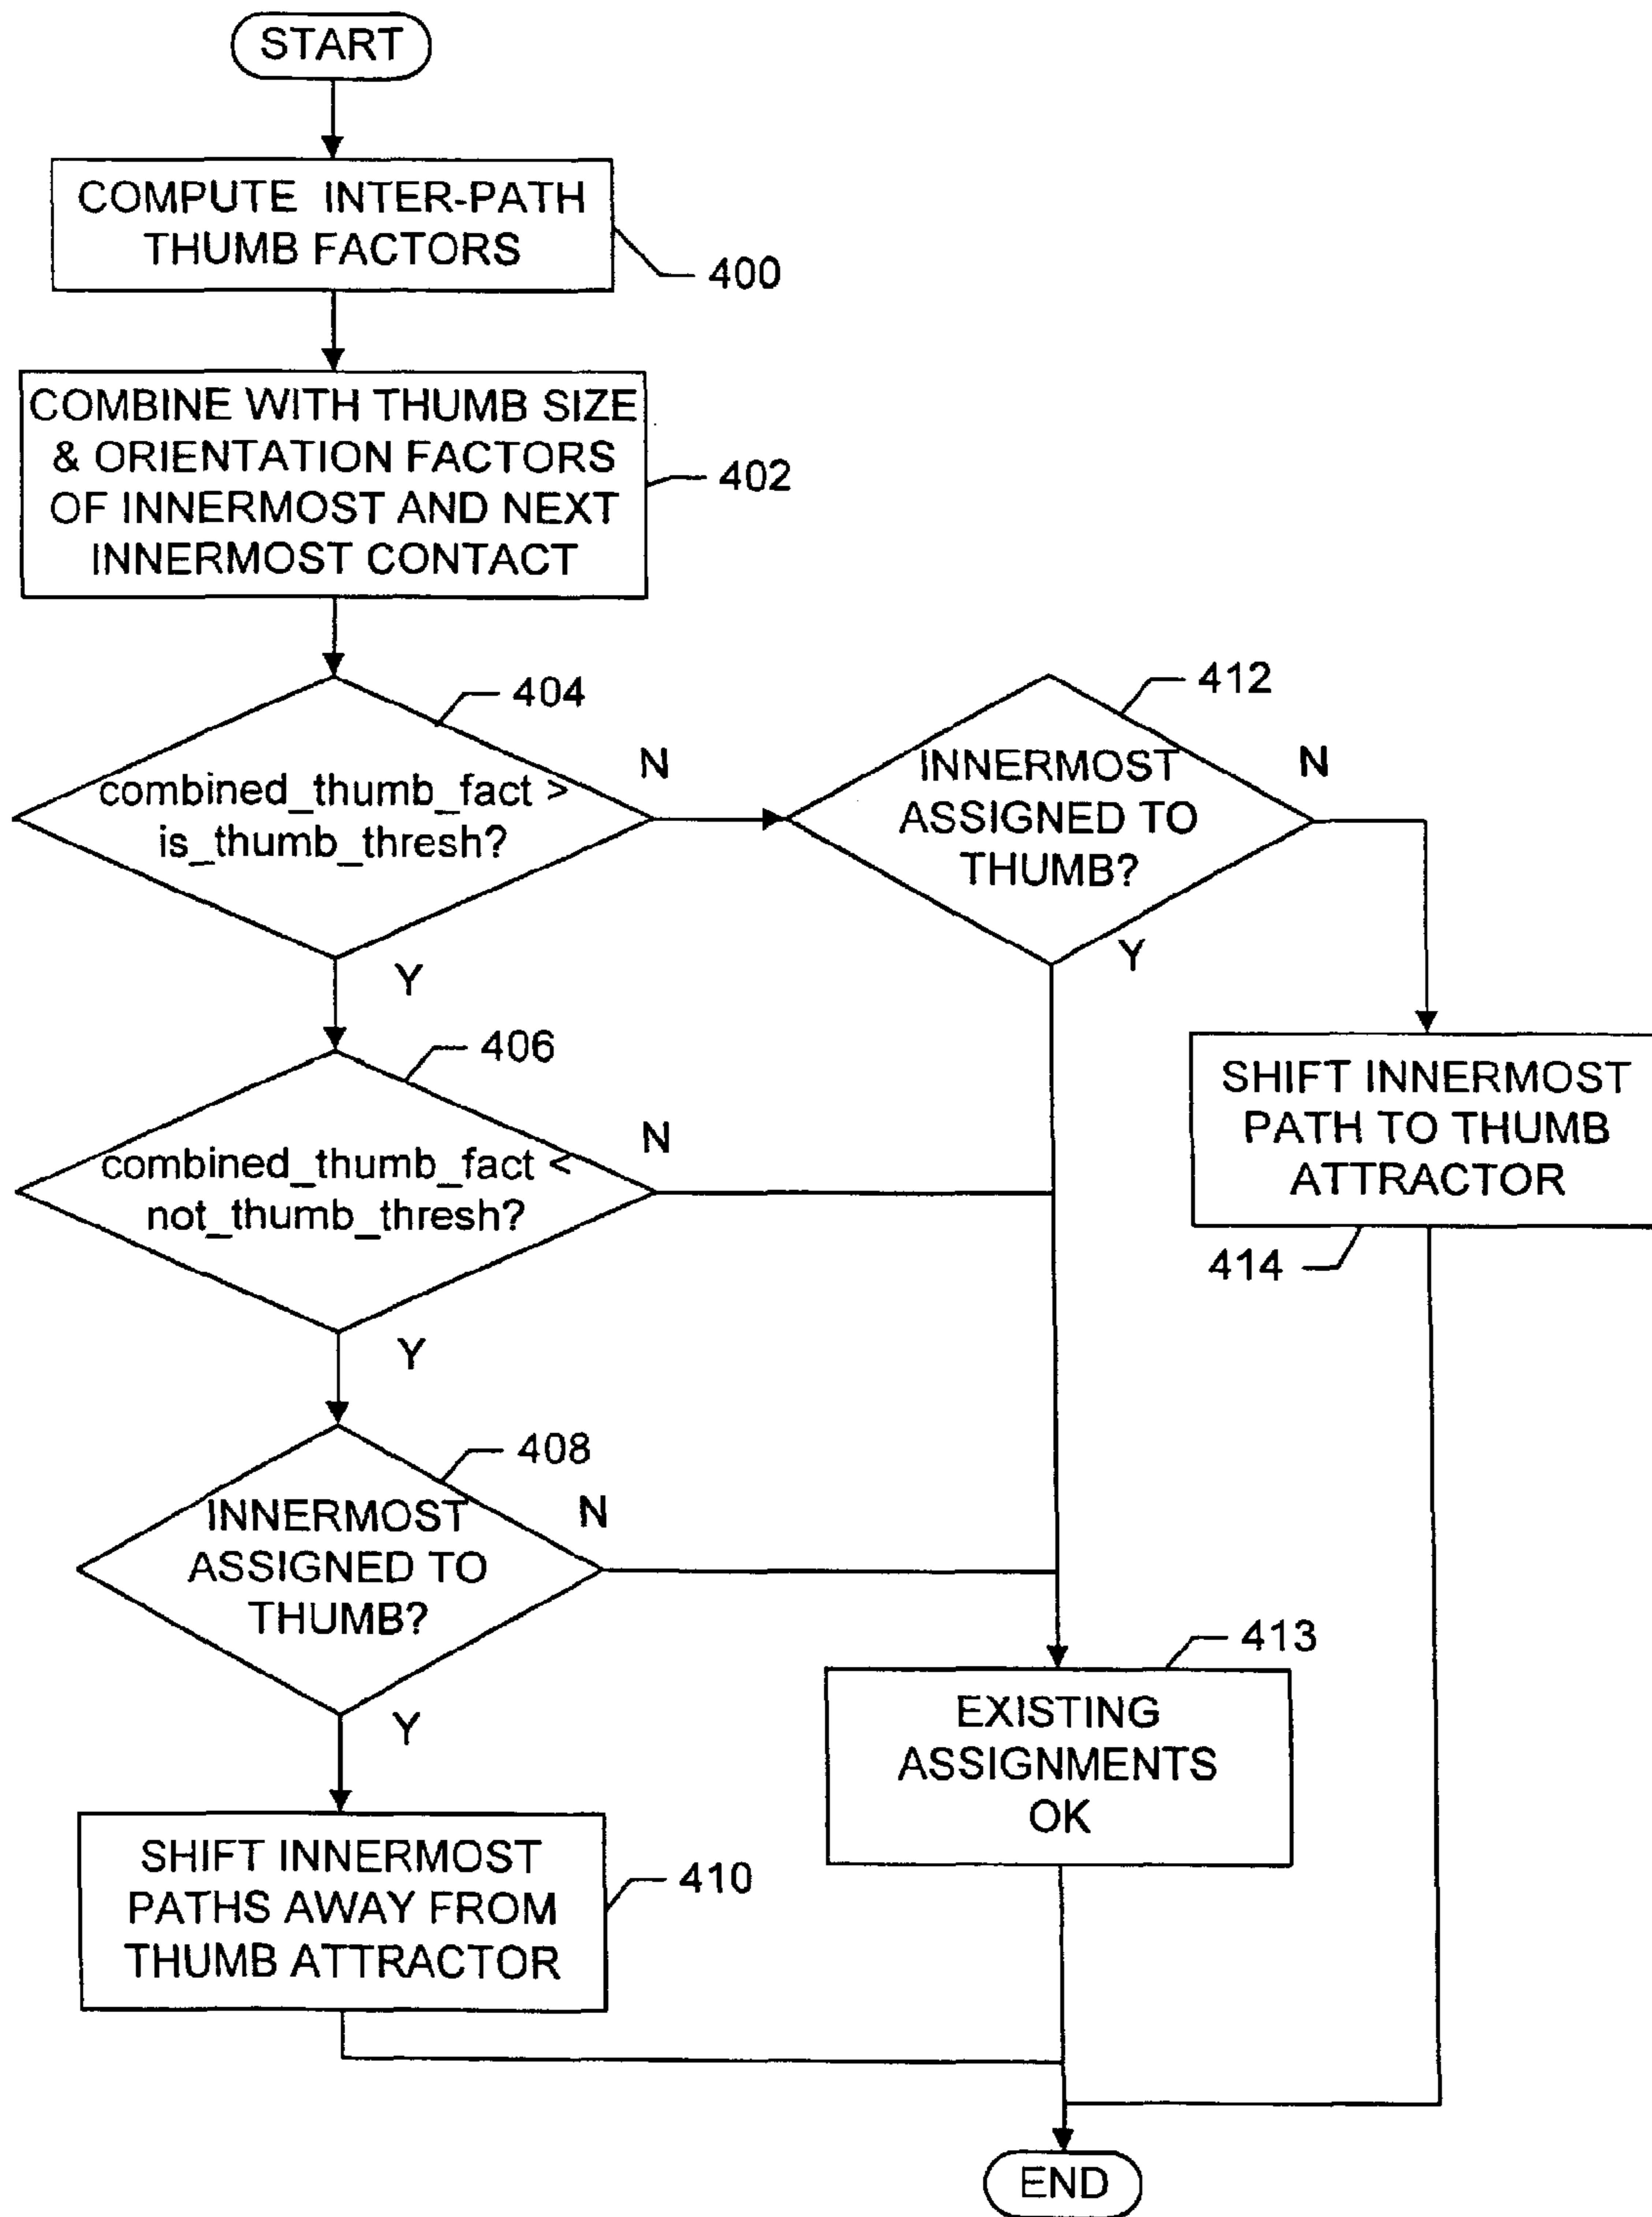 START
COMPUTE INTER-PATH
THUMB FACTORS
400
COMBINE WITH THUMB SIZE
& ORIENTATION FACTORS
OF INNERMOST AND NEXT
INNERMOST CONTACT
402
404
combined_thumb_fact >
is_thumb_thresh?
N
Y
412
INNERMOST
ASSIGNED TO
THUMB?
N
Y
406
combined_thumb_fact <
not_thumb_thresh?
N
Y
SHIFT INNERMOST
PATH TO THUMB
ATTRACTOR
414
408
INNERMOST
ASSIGNED TO
THUMB?
N
Y
413
EXISTING
ASSIGNMENTS
OK
SHIFT INNERMOST
PATHS AWAY FROM
THUMB ATTRACTOR
410
END